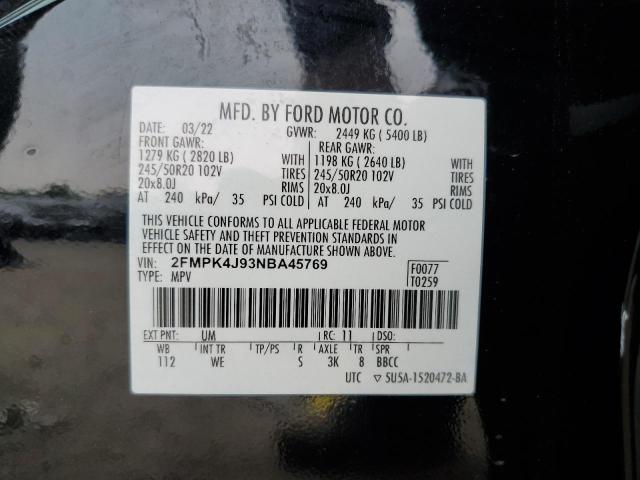 MFD. BY FORD MOTOR CO.
DATE: 03/22 GVWR: 2449 KG ( 5400 LB)
FRONT GAWR: REAR GAWR:
1279 KG ( 2820 LB) WITH 1198 KG ( 2640 LB) WITH
245/50R20 102V TIRES 245/50R20 102V TIRES
20x8.0J RIMS 20x8.0J RIMS
AT 240 kPa/ 35 PSI COLD AT 240 kPa/ 35 PSI COLD
THIS VEHICLE CONFORMS TO ALL APPLICABLE FEDERAL MOTOR
VEHICLE SAFETY AND THEFT PREVENTION STANDARDS IN
EFFECT ON THE DATE OF MANUFACTURE SHOWN ABOVE.
VIN: 2FMPK4J93NBA45769 F0077
TYPE: MPV T0259
EXT PNT: UM RC: 11 DSO:
WB INT TR TP/PS R AXLE TR SPR
112 WE S 3K 8 BBCC
UTC ▽ 5U5A-1520472-BA